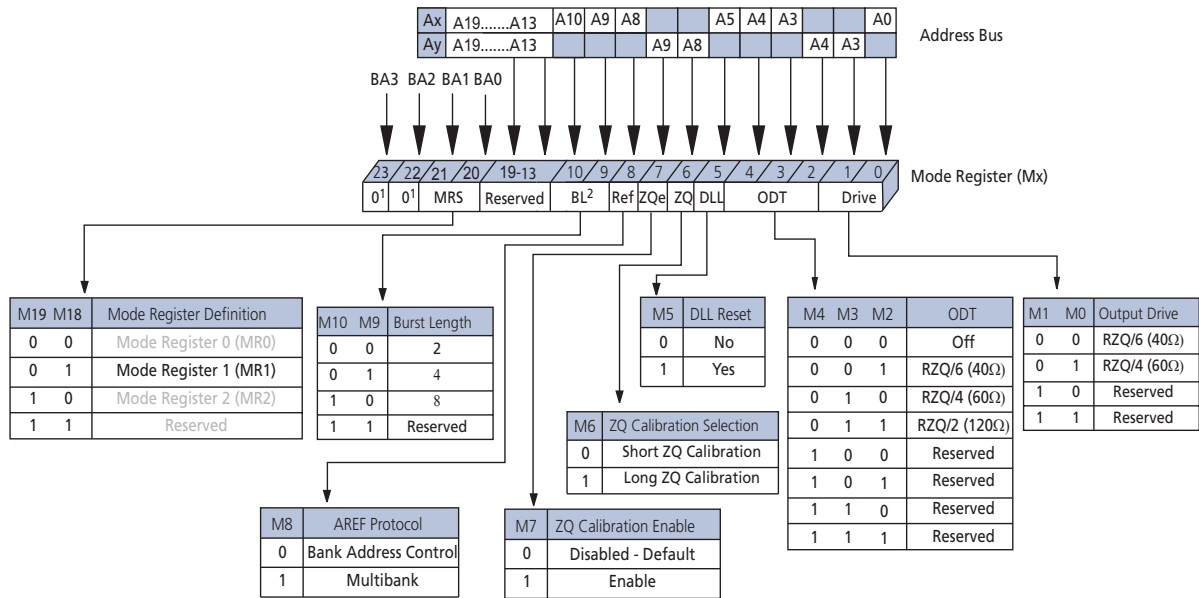 Ax A19.......A13 A10 A9 A8 A5 A4 A3 A0
Ay A19.......A13 A9 A8 A4 A3
Address Bus
BA3 BA2 BA1 BA0
23 22 21 20 19-13 10 9 8 7 6 5 4 3 2 1 0
Mode Register (Mx)
0¹ 0¹ MRS Reserved BL² Ref ZQe ZQ DLL ODT Drive
M19 M18 Mode Register Definition
0 0 Mode Register 0 (MR0)
0 1 Mode Register 1 (MR1)
1 0 Mode Register 2 (MR2)
1 1 Reserved
M10 M9 Burst Length
0 0 2
0 1 4
1 0 8
1 1 Reserved
M5 DLL Reset
0 No
1 Yes
M4 M3 M2 ODT
0 0 0 Off
0 0 1 RZQ/6 (40Ω)
0 1 0 RZQ/4 (60Ω)
0 1 1 RZQ/2 (120Ω)
1 0 0 Reserved
1 0 1 Reserved
1 1 0 Reserved
1 1 1 Reserved
M1 M0 Output Drive
0 0 RZQ/6 (40Ω)
0 1 RZQ/4 (60Ω)
1 0 Reserved
1 1 Reserved
M6 ZQ Calibration Selection
0 Short ZQ Calibration
1 Long ZQ Calibration
M8 AREF Protocol
0 Bank Address Control
1 Multibank
M7 ZQ Calibration Enable
0 Disabled - Default
1 Enable